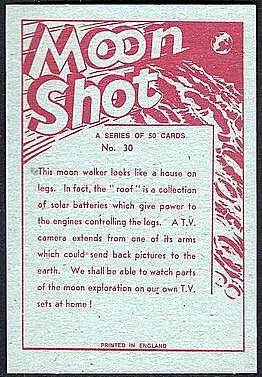 Moon
Shot
A SERIES OF 50 CARDS
No. 30
This moon walker looks like a house on
legs. In fact, the "roof" is a collection
of solar batteries which give power to
the engines controlling the legs. A T.V.
camera extends from one of its arms
which could send back pictures to the
earth. We shall be able to watch parts
of the moon exploration on our own T.V.
sets at home!
PRINTED IN ENGLAND